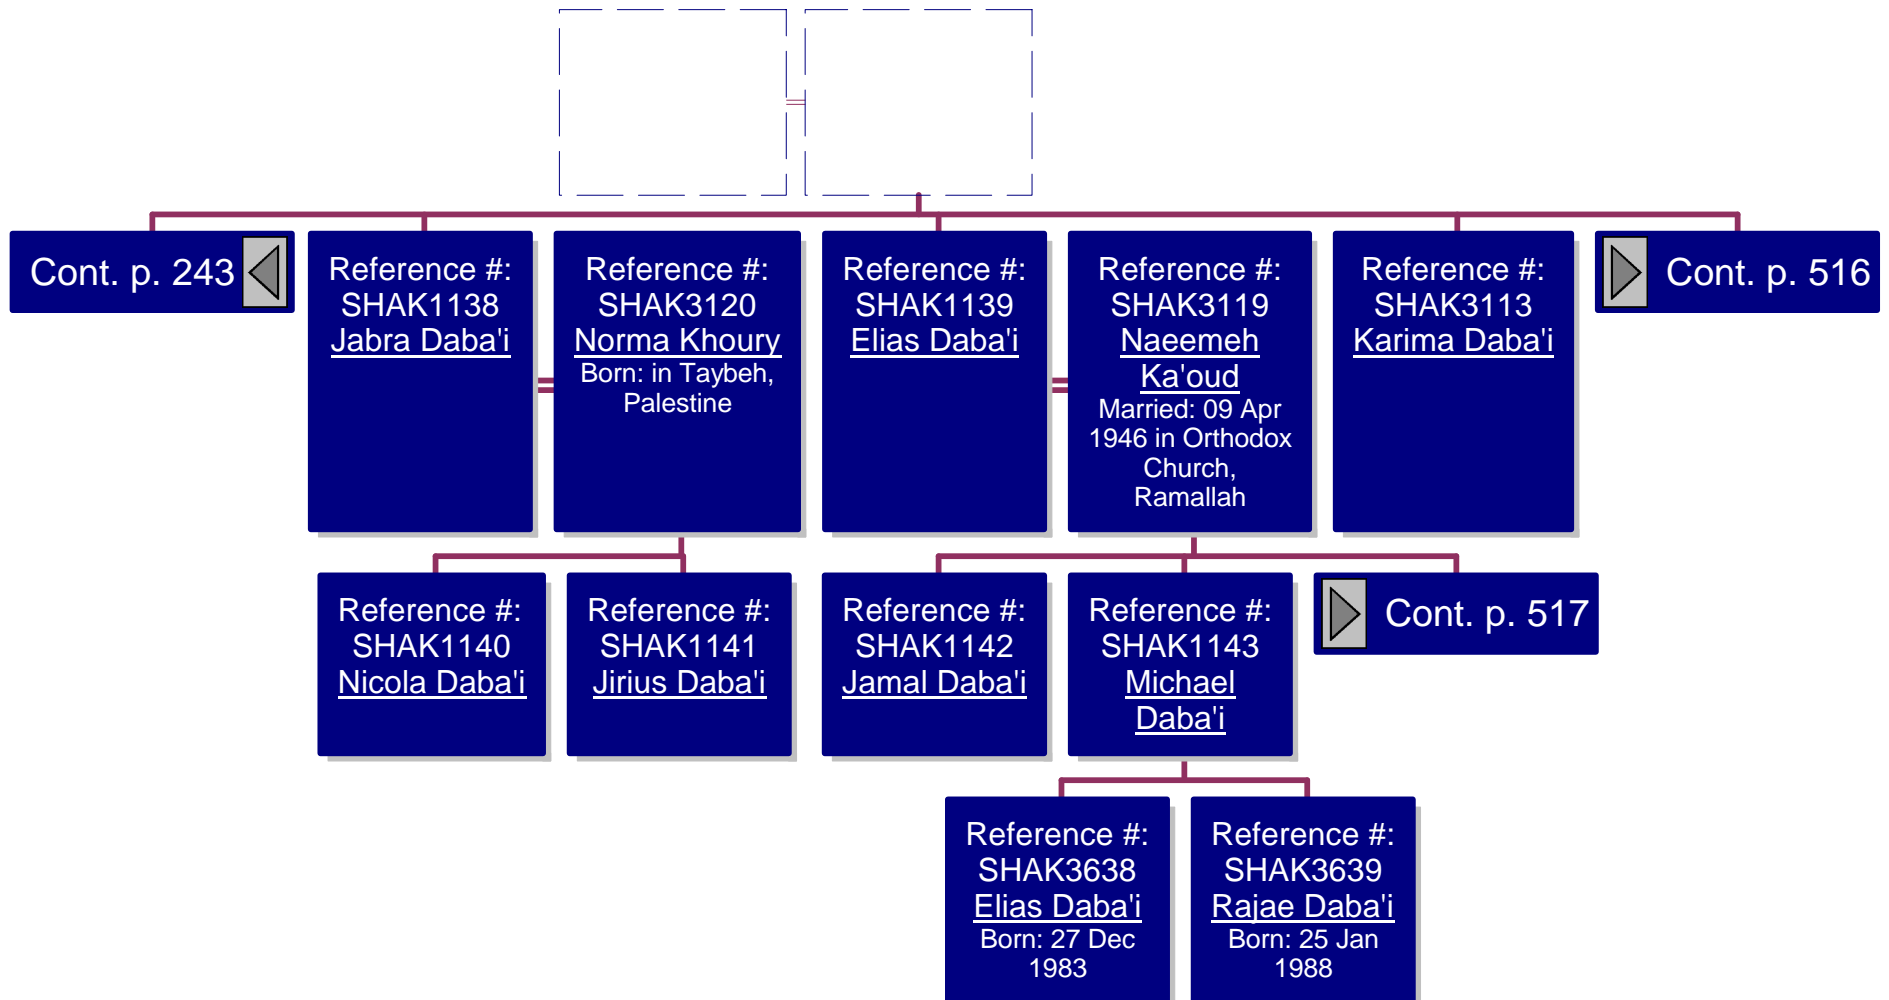 Cont. p. 243
Reference #:
SHAK1138
Jabra Daba'i
Reference #:
SHAK3120
Norma Khoury
Born: in Taybeh,
Palestine
Reference #:
SHAK1139
Elias Daba'i
Reference #:
SHAK3119
Naeemeh
Ka'oud
Married: 09 Apr
1946 in Orthodox
Church,
Ramallah
Reference #:
SHAK3113
Karima Daba'i
Cont. p. 516
Reference #:
SHAK1140
Nicola Daba'i
Reference #:
SHAK1141
Jirius Daba'i
Reference #:
SHAK1142
Jamal Daba'i
Reference #:
SHAK1143
Michael
Daba'i
Cont. p. 517
Reference #:
SHAK3638
Elias Daba'i
Born: 27 Dec
1983
Reference #:
SHAK3639
Rajae Daba'i
Born: 25 Jan
1988